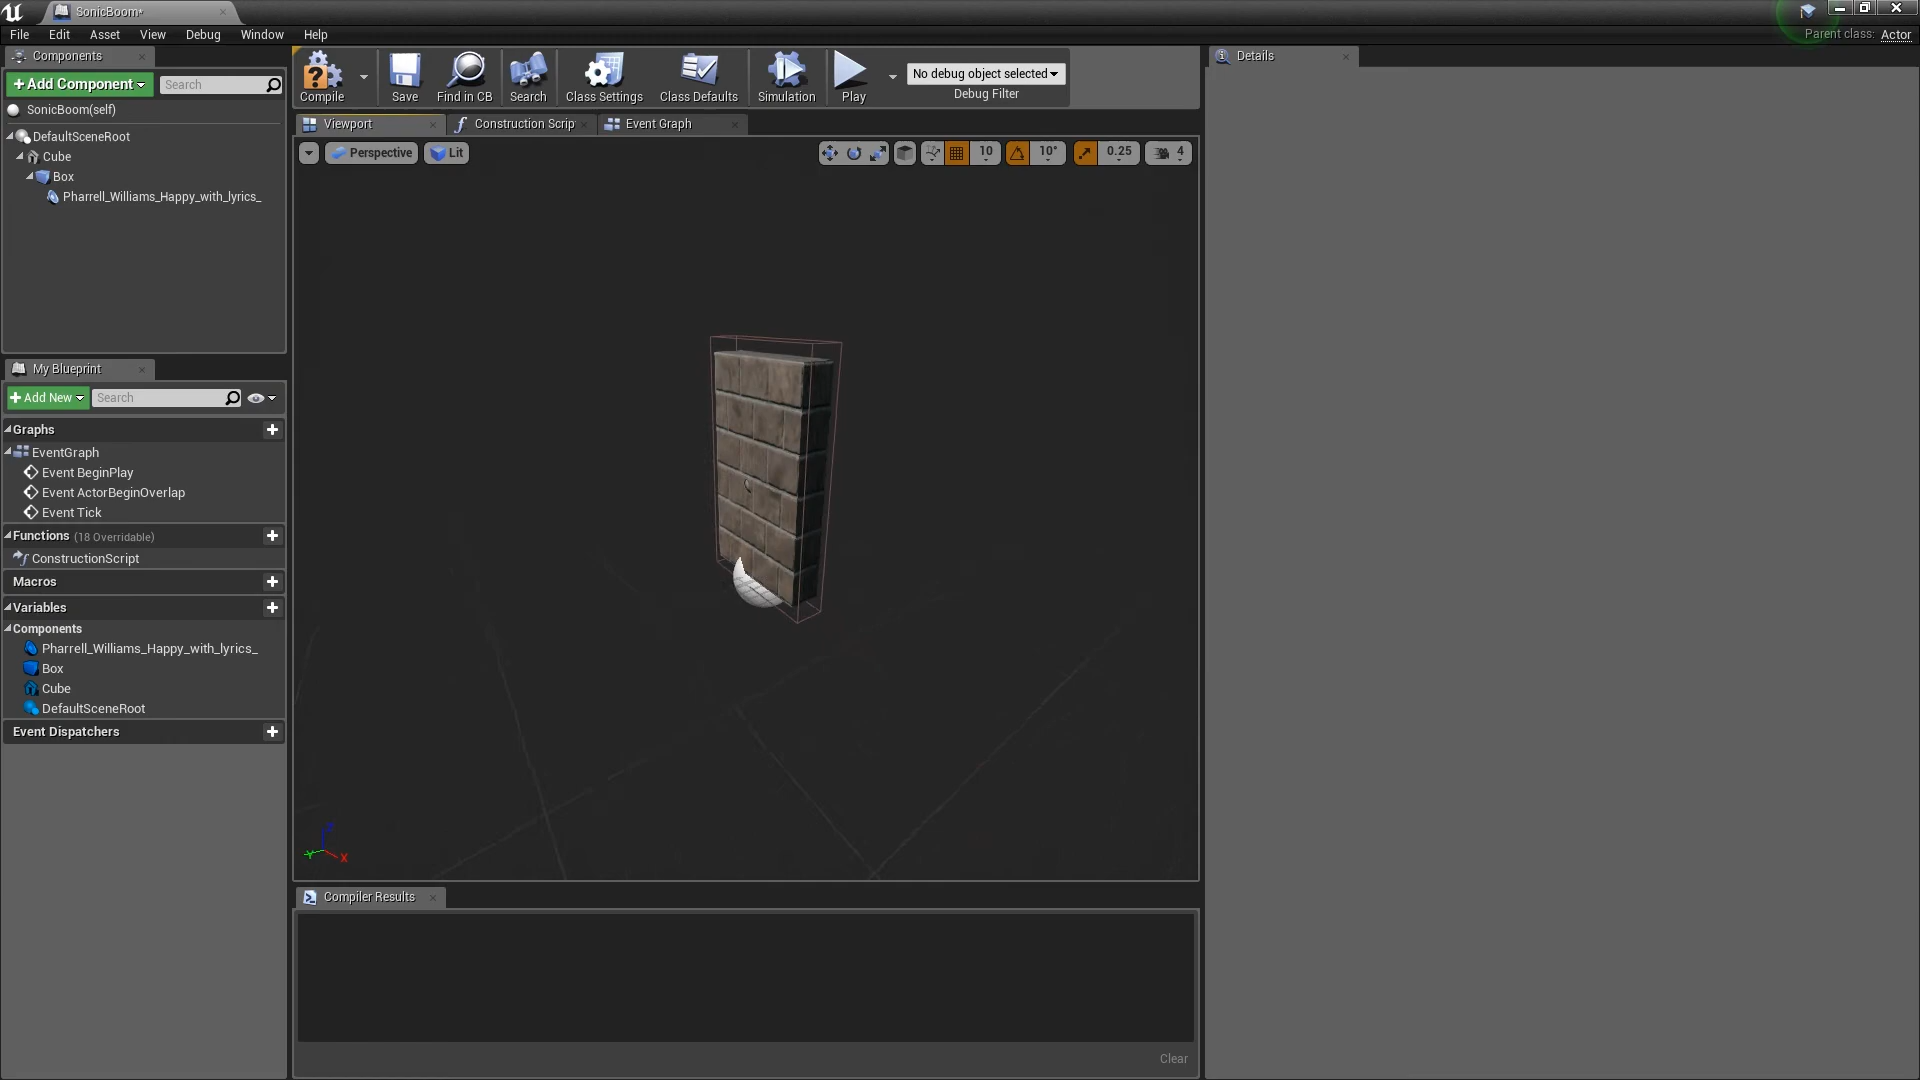 SonicBoom*
File Edit Asset View Debug Window Help
Parent class: Actor
Components
+Add Component
Search
SonicBoom(self)
DefaultSceneRoot
Cube
Box
Pharrell_Williams_Happy_with_lyrics_
My Blueprint
+Add New
Search
Graphs
EventGraph
Event BeginPlay
Event ActorBeginOverlap
Event Tick
Functions (18 Overridable)
ConstructionScript
Macros
Variables
Components
Pharrell_Williams_Happy_with_lyrics_
Box
Cube
DefaultSceneRoot
Event Dispatchers
Compile Save Find in CB Search Class Settings Class Defaults Simulation Play
No debug object selected
Debug Filter
Viewport Construction Scrip Event Graph
Perspective Lit 10 10° 0.25 4
Z
Y X
Compiler Results
Clear
Details